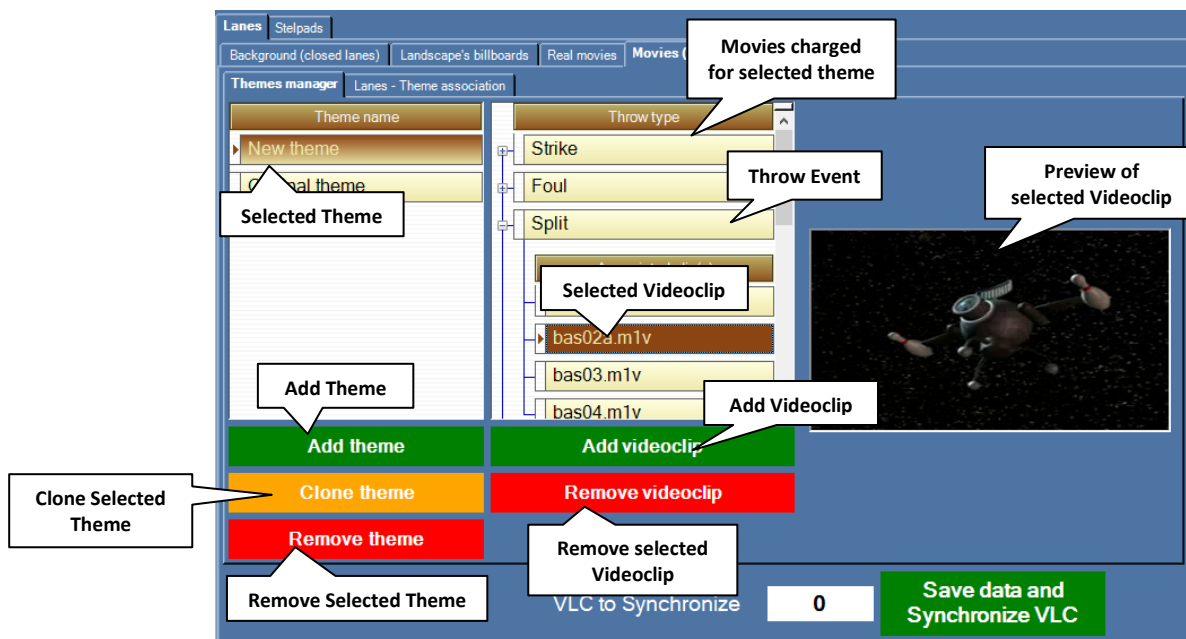 Lanes Stelpads
Background (closed lanes) Landscape's billboards Real movies Movies (
Movies charged
for selected theme
Themes manager Lanes - Theme association
Theme name
Throw type
New theme
Strike
Throw Event
Preview of
selected Videoclip
theme
Foul
Selected Theme
Split
Selected Videoclip
bas02a.m1v
bas03.m1v
bas04.m1v
Add Theme
Add Videoclip
Add theme
Add videoclip
Clone Selected
Theme
Clone theme
Remove videoclip
Remove theme
Remove selected
Videoclip
Remove Selected Theme
VLC to Synchronize
0
Save data and
Synchronize VLC